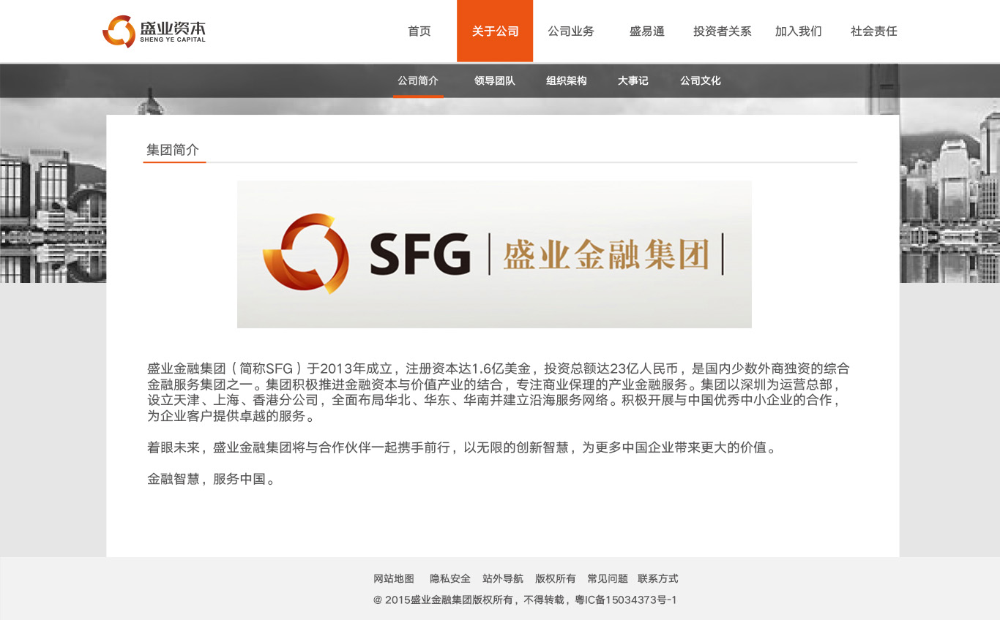 盛业资本
SHENG YE CAPITAL
首页 关于公司 公司业务 盛易通 投资者关系 加入我们 社会责任
公司简介 领导团队 组织架构 大事记 公司文化
集团简介
SFG | 盛业金融集团 |
盛业金融集团（简称SFG）于2013年成立，注册资本达1.6亿美金，投资总额达23亿人民币，是国内少数外商独资的综合
金融服务集团之一。集团积极推进金融资本与价值产业的结合，专注商业保理的产业金融服务。集团以深圳为运营总部，
设立天津、上海、香港分公司，全面布局华北、华东、华南并建立沿海服务网络。积极开展与中国优秀中小企业的合作，
为企业客户提供卓越的服务。
着眼未来，盛业金融集团将与合作伙伴一起携手前行，以无限的创新智慧，为更多中国企业带来更大的价值。
金融智慧，服务中国。
网站地图 隐私安全 站外导航 版权所有 常见问题 联系方式
@ 2015盛业金融集团版权所有，不得转载，粤IC备15034373号-1